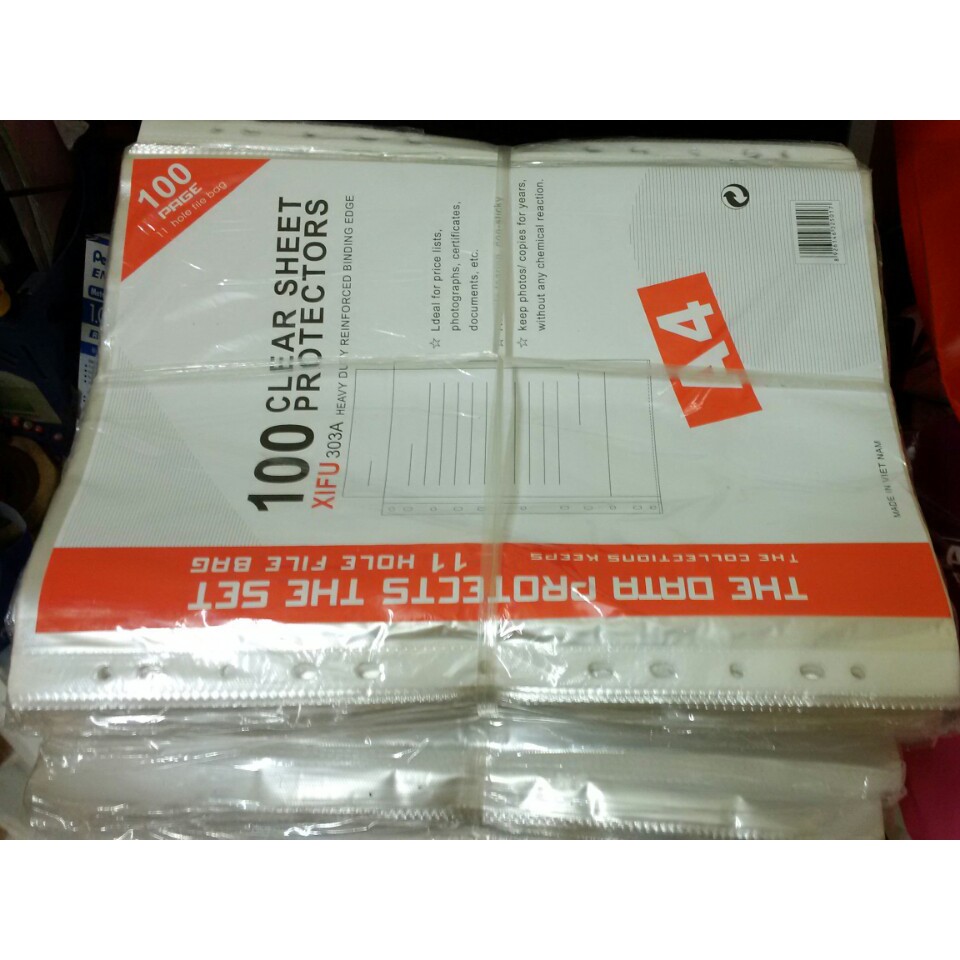 100
PAGE
11 hole file bag
100 CLEAR SHEET
PROTECTORS
XIFU 303A HEAVY DUTY REINFORCED BINDING EDGE
☆ Ldeal for price lists,
photographs, certificates,
documents, etc.
non-sticky
☆ keep photos/ copies for years,
without any chemical reaction.
A4
MADE IN VIET NAM
THE COLLECTIONS KEEPS
THE DATA PROTECTS THE SET
11 HOLE FILE BAG